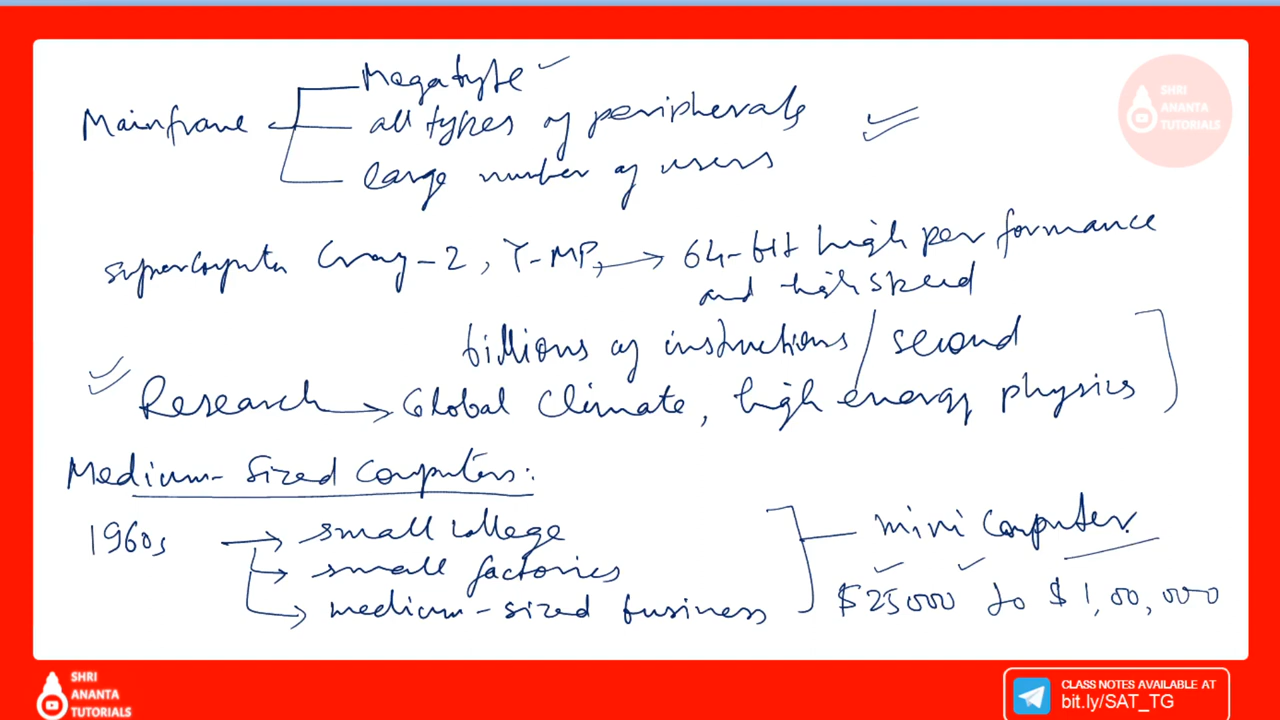 Megabyte
Mainframe all types of peripherals
large number of users
SHRI
ANANTA
TUTORIALS
supercomputer Cray-2, Y-MP, → 64-bit high performance
and high speed
billions of instructions / second
Research → Global Climate, high energy physics
Medium-Sized Computers:
1960s → small college
→ small factories
→ medium-sized business
mini computer
$25000 to $1,00,000
SHRI
ANANTA
TUTORIALS
CLASS NOTES AVAILABLE AT
bit.ly/SAT_TG